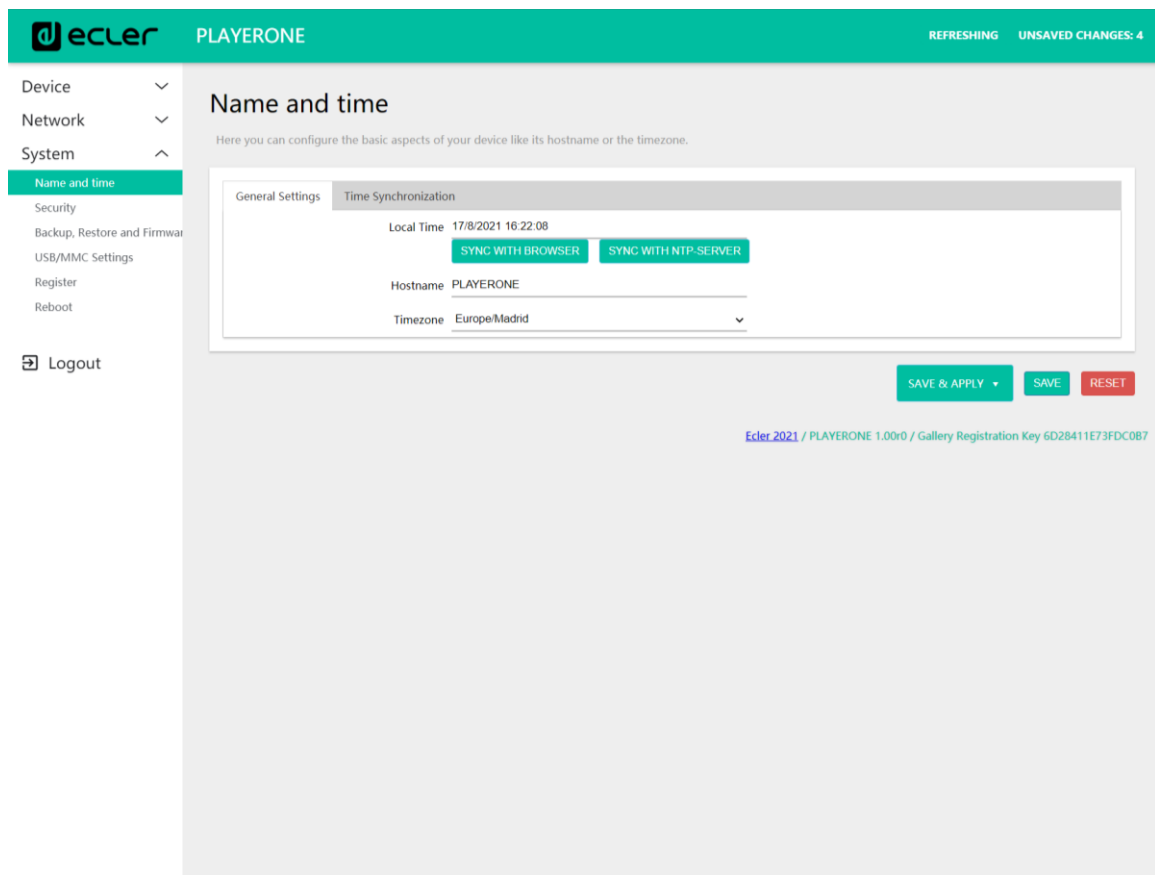 ecler PLAYERONE REFRESHING UNSAVED CHANGES: 4
Device
Network
System
Name and time
Security
Backup, Restore and Firmwar
USB/MMC Settings
Register
Reboot
Logout
Name and time
Here you can configure the basic aspects of your device like its hostname or the timezone.
General Settings Time Synchronization
Local Time 17/8/2021 16:22:08
SYNC WITH BROWSER SYNC WITH NTP-SERVER
Hostname PLAYERONE
Timezone Europe/Madrid
SAVE & APPLY SAVE RESET
Ecler 2021 / PLAYERONE 1.00r0 / Gallery Registration Key 6D28411E73FDC0B7